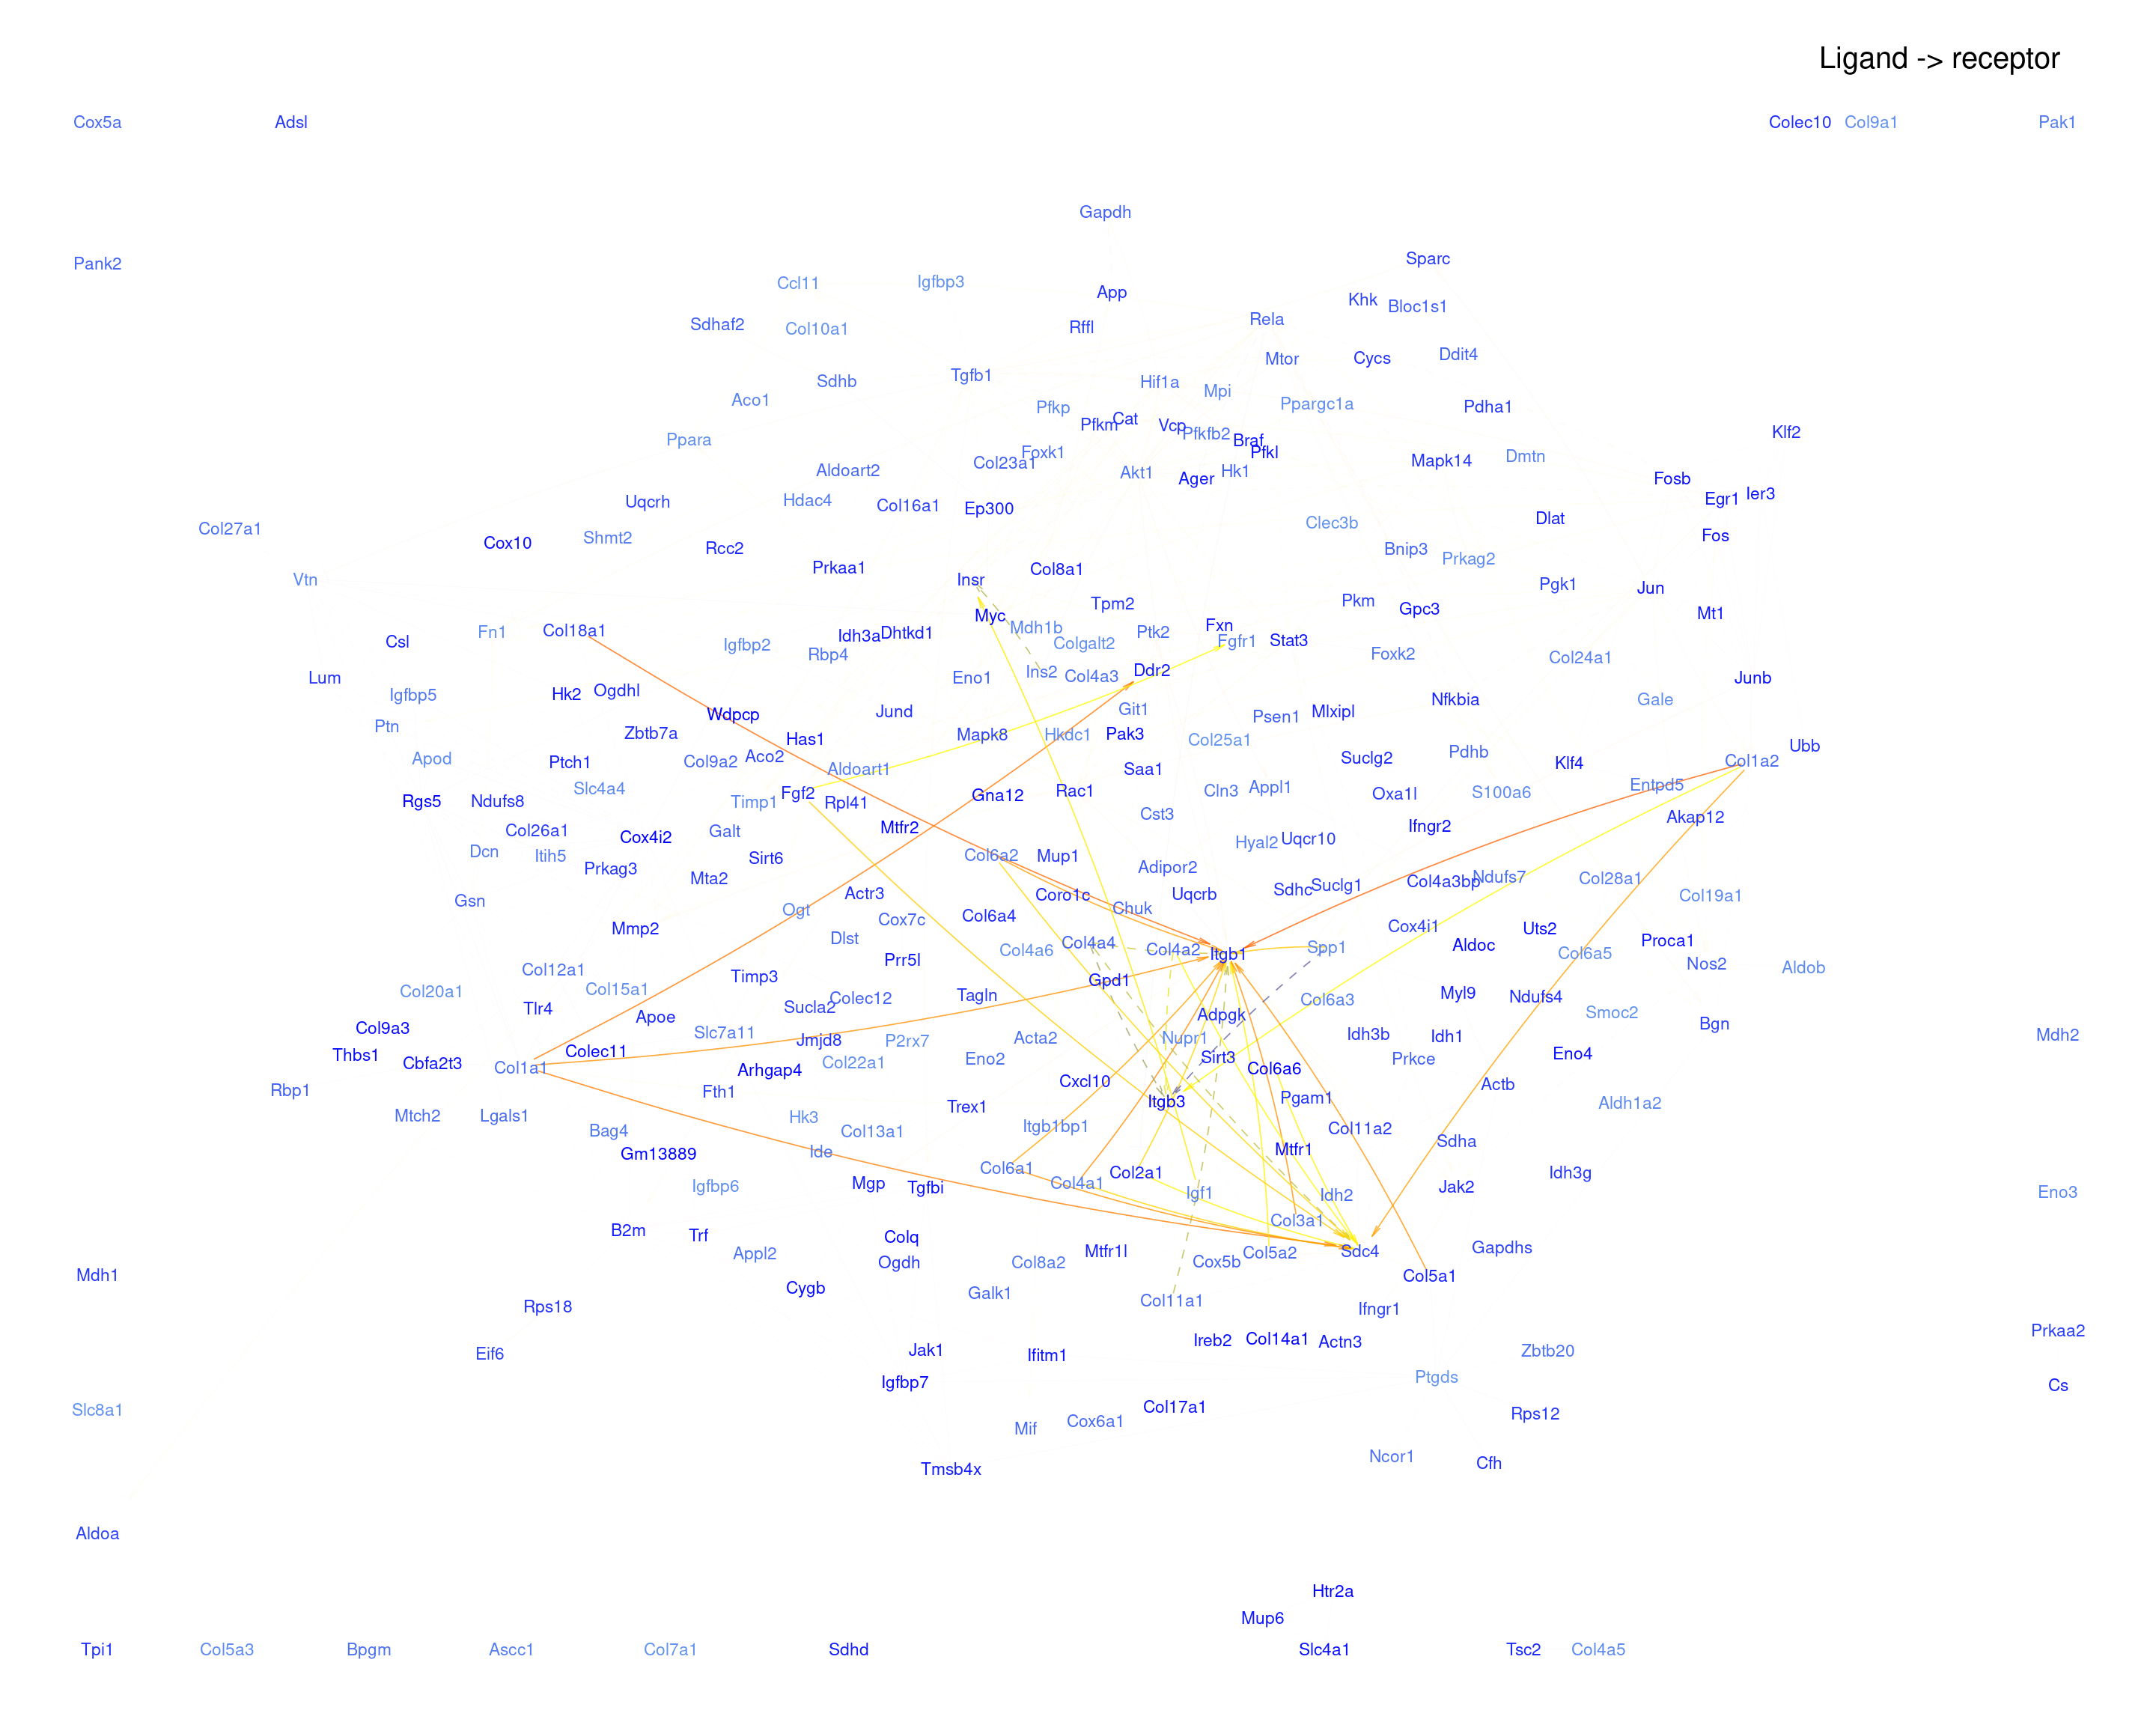 Ligand -> receptor
Cox5a Adsl Colec10 Col9a1 Pak1
Gapdh
Pank2 Sparc
Ccl11 Igfbp3 App Khk Bloc1s1
Sdhaf2 Col10a1 Rffl Rela
Mtor Cycs Ddit4
Sdhb Tgfb1 Hif1a Mpi
Aco1 Pfkp Ppargc1a Pdha1
Pfkm Cat Vcp Pfkfb2 Klf2
Ppara Foxk1 Braf Pfkl
Aldoart2 Col23a1 Akt1 Ager Hk1 Mapk14 Dmtn
Uqcrh Hdac4 Col16a1 Ep300 Fosb Egr1 Ier3
Col27a1 Clec3b Dlat
Cox10 Shmt2 Rcc2 Bnip3 Prkag2 Fos
Vtn Prkaa1 Insr Col8a1 Pgk1 Jun
Myc Tpm2 Pkm Gpc3 Mt1
Csl Fn1 Col18a1 Igfbp2 Idh3a Dhtkd1 Mdh1b Colgalt2 Ptk2 Fxn Fgfr1 Stat3
Rbp4 Foxk2 Col24a1
Lum Igfbp5 Hk2 Ogdhl Eno1 Ins2 Col4a3 Ddr2 Junb
Ptn Zbtb7a Wdpcp Jund Git1 Psen1 Mlxipl Nfkbia Gale
Has1 Mapk8 Hkdc1 Pak3 Col25a1
Apod Ptch1 Col9a2 Aco2 Aldoart1 Saa1 Suclg2 Pdhb Klf4 Col1a2 Ubb
Rgs5 Ndufs8 Slc4a4 Timp1 Fgf2 Rpl41 Gna12 Rac1 Cln3 Appl1 Oxa1l S100a6 Entpd5
Col26a1 Cox4i2 Galt Mtfr2 Cst3 Ifngr2 Akap12
Dcn Itih5 Prkag3 Sirt6 Col6a2 Mup1 Adipor2 Hyal2 Uqcr10
Gsn Mta2 Actr3 Coro1c Uqcrb Sdhc Suclg1 Col4a3bp Ndufs7 Col28a1 Col19a1
Mmp2 Ogt Cox7c Col6a4 Chuk Cox4i1 Uts2
Dlst Col4a6 Col4a4 Col4a2 Itgb1 Spp1 Aldoc Col6a5 Proca1
Col12a1 Timp3 Prr5l Gpd1 Nos2 Aldob
Col20a1 Col15a1 Sucla2 Colec12 Tagln Col6a3 Myl9 Ndufs4
Tlr4 Apoe Adpgk Smoc2
Col9a3 Slc7a11 Jmjd8 P2rx7 Acta2 Nupr1 Idh3b Idh1 Bgn Mdh2
Thbs1 Cbfa2t3 Col1a1 Colec11 Arhgap4 Col22a1 Eno2 Sirt3 Col6a6 Prkce Eno4
Rbp1 Fth1 Cxcl10 Itgb3 Pgam1 Actb Aldh1a2
Mtch2 Lgals1 Bag4 Hk3 Col13a1 Trex1 Itgb1bp1 Col11a2
Gm13889 Ide Mtfr1 Sdha
Igfbp6 Mgp Tgfbi Col6a1 Col4a1 Col2a1 Igf1 Idh2 Jak2 Idh3g Eno3
B2m Trf Colq Col3a1
Appl2 Ogdh Col8a2 Mtfr1l Cox5b Col5a2 Sdc4 Gapdhs
Mdh1 Cygb Galk1 Col11a1 Col5a1
Rps18 Ifngr1
Eif6 Jak1 Ifitm1 Ireb2 Col14a1 Actn3 Zbtb20 Prkaa2
Igfbp7 Ptgds Cs
Slc8a1 Mif Cox6a1 Col17a1 Rps12
Tmsb4x Ncor1 Cfh
Aldoa
Htr2a
Mup6
Tpi1 Col5a3 Bpgm Ascc1 Col7a1 Sdhd Slc4a1 Tsc2 Col4a5